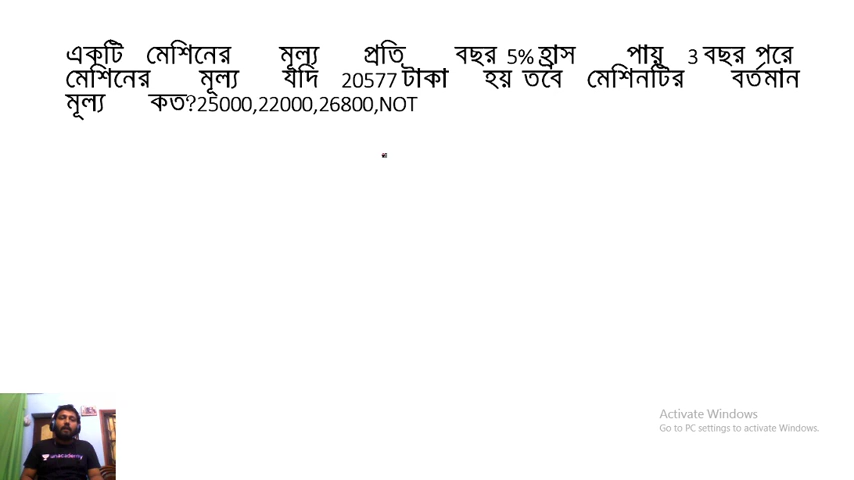 একটি মেশিনের মূল্য প্রতি বছর 5% হ্রাস পায় 3 বছর পরে
মেশিনের মূল্য যদি 20577 টাকা হয় তবে মেশিনটির বর্তমান
মূল্য কত?25000,22000,26800,NOT
Activate Windows
Go to PC settings to activate Windows.
unacademy